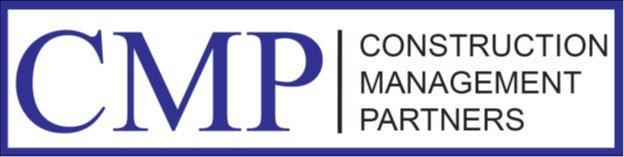 CMP
CONSTRUCTION
MANAGEMENT
PARTNERS